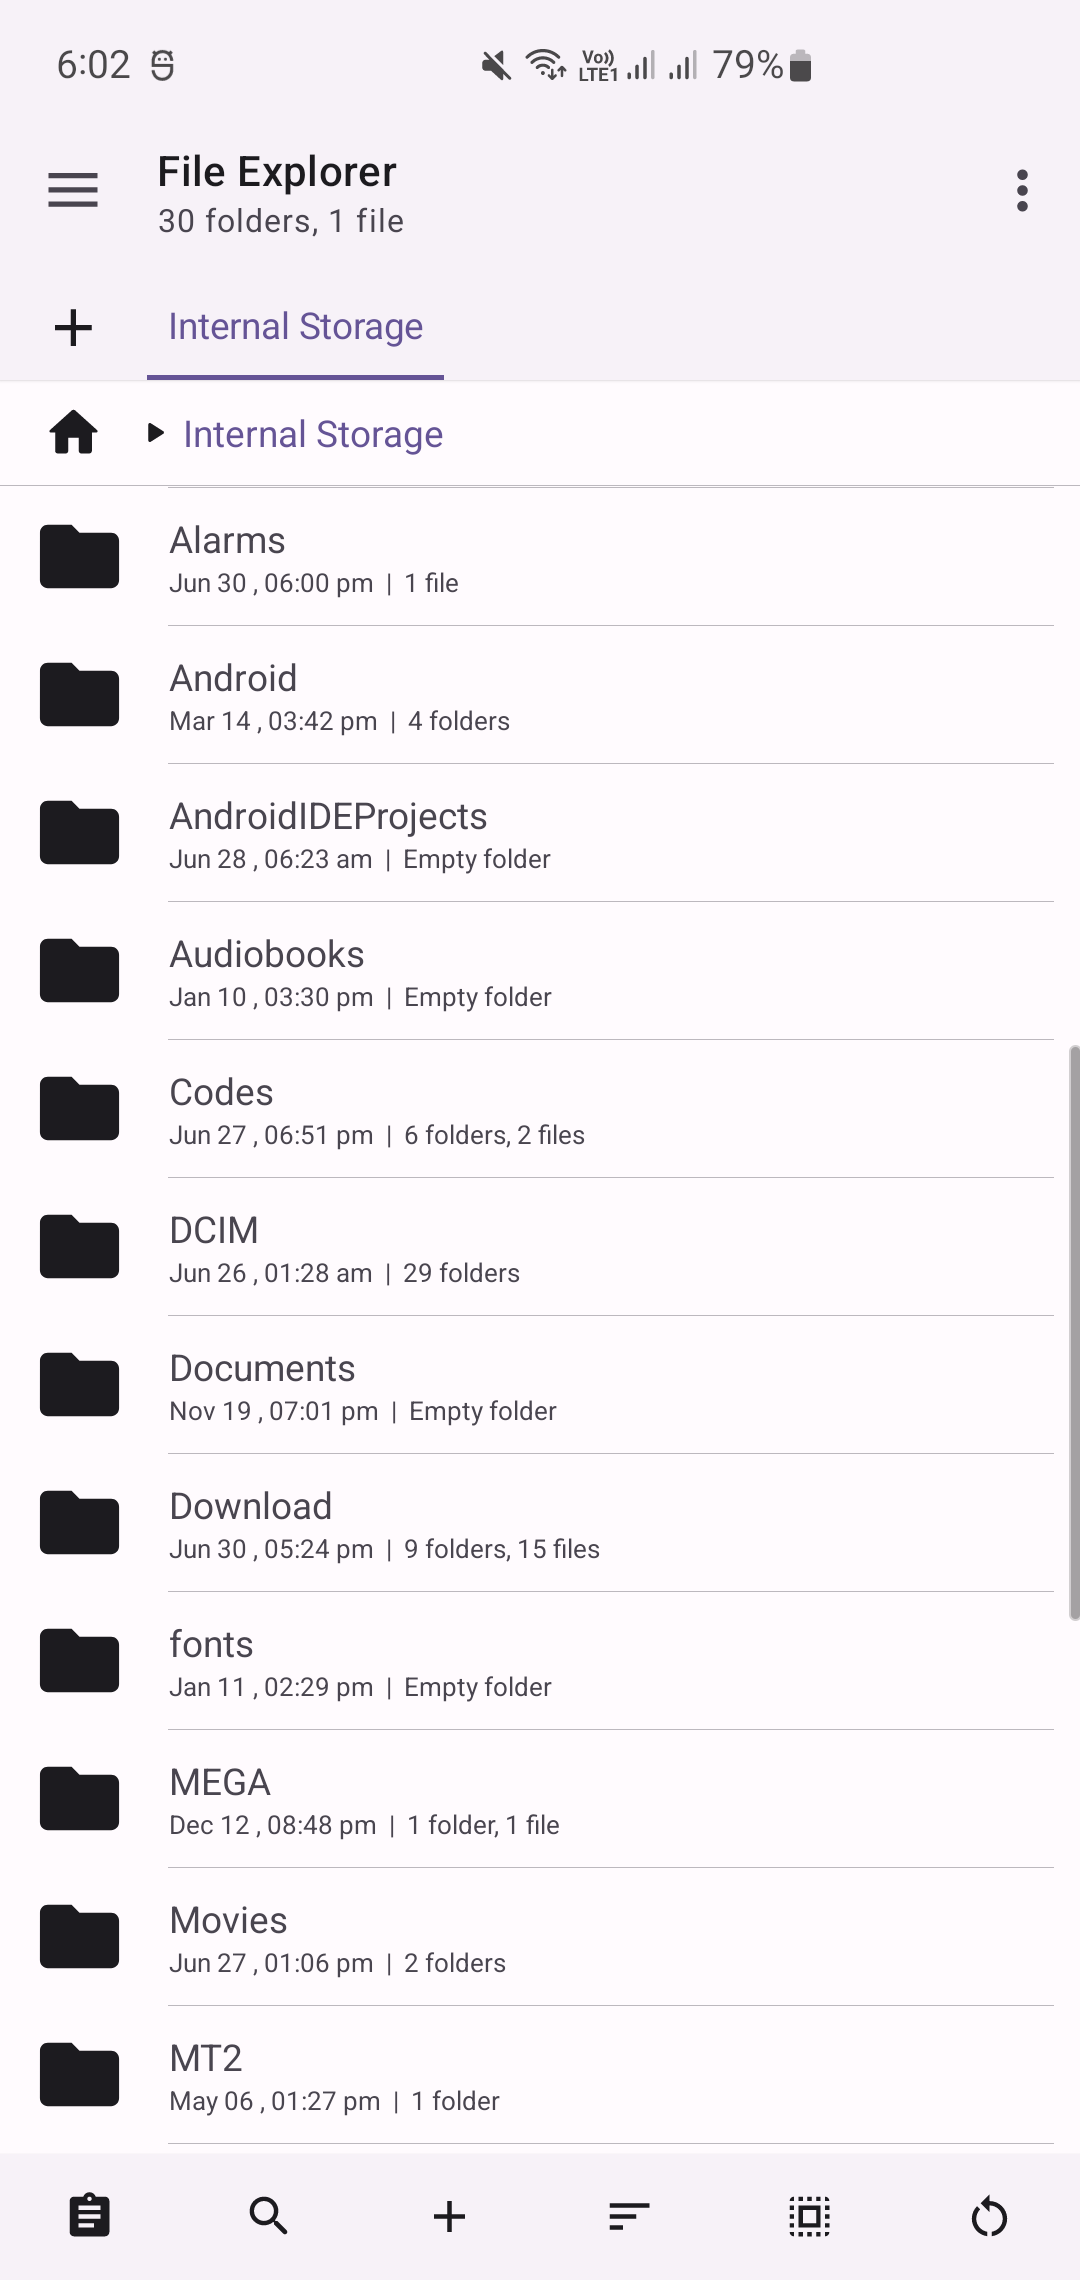 6:02
Vo)) LTE1 79%
File Explorer
30 folders, 1 file
Internal Storage
Internal Storage
Alarms
Jun 30 , 06:00 pm | 1 file
Android
Mar 14 , 03:42 pm | 4 folders
AndroidIDEProjects
Jun 28 , 06:23 am | Empty folder
Audiobooks
Jan 10 , 03:30 pm | Empty folder
Codes
Jun 27 , 06:51 pm | 6 folders, 2 files
DCIM
Jun 26 , 01:28 am | 29 folders
Documents
Nov 19 , 07:01 pm | Empty folder
Download
Jun 30 , 05:24 pm | 9 folders, 15 files
fonts
Jan 11 , 02:29 pm | Empty folder
MEGA
Dec 12 , 08:48 pm | 1 folder, 1 file
Movies
Jun 27 , 01:06 pm | 2 folders
MT2
May 06 , 01:27 pm | 1 folder